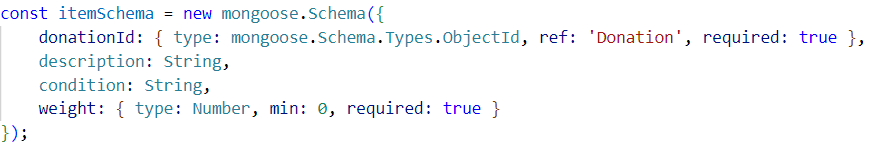 const itemSchema = new mongoose.Schema({
    donationId: { type: mongoose.Schema.Types.ObjectId, ref: 'Donation', required: true },
    description: String,
    condition: String,
    weight: { type: Number, min: 0, required: true }
});